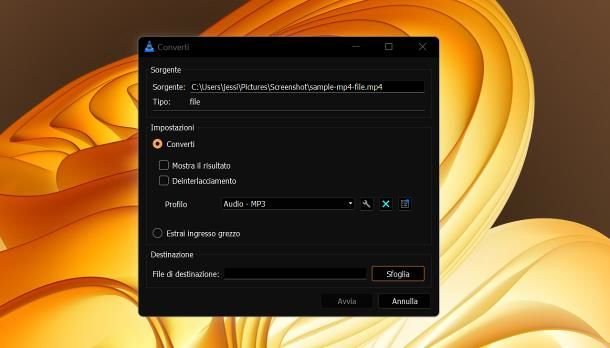 Converti
Sorgente
Sorgente: C:\Users\jessi\Pictures\Screenshot\sample-mp4-file.mp4
Tipo: file
Impostazioni
Converti
Mostra il risultato
Deinterlacciamento
Profilo Audio - MP3
Estrai ingresso grezzo
Destinazione
File di destinazione: Sfoglia
Avvia Annulla